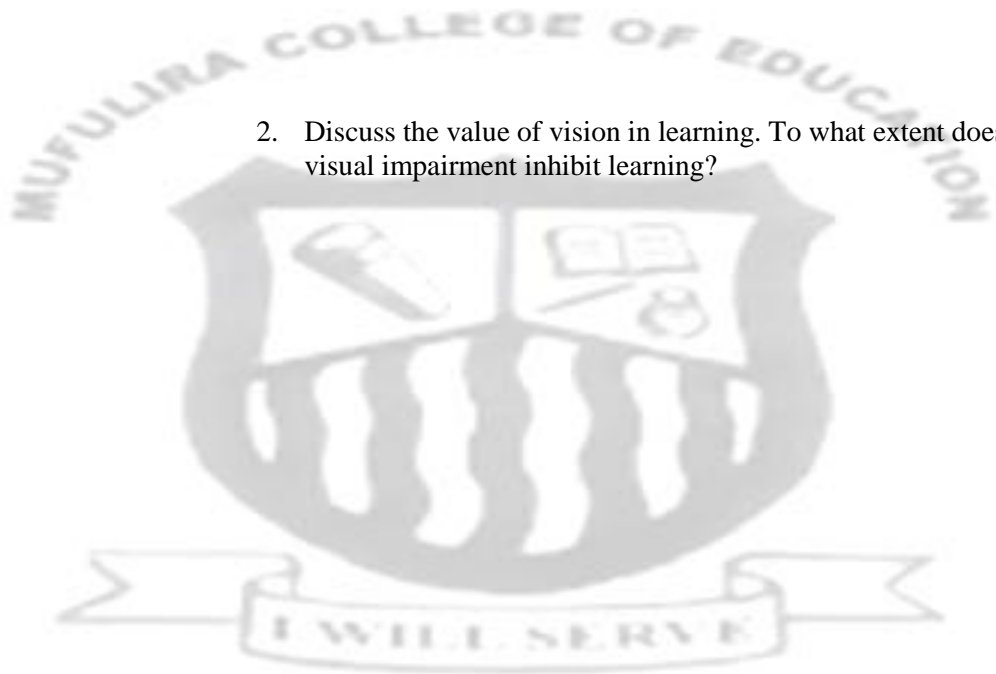 MUFULIRA COLLEGE OF EDUCATION
2. Discuss the value of vision in learning. To what extent does
visual impairment inhibit learning?
I WILL SERVE